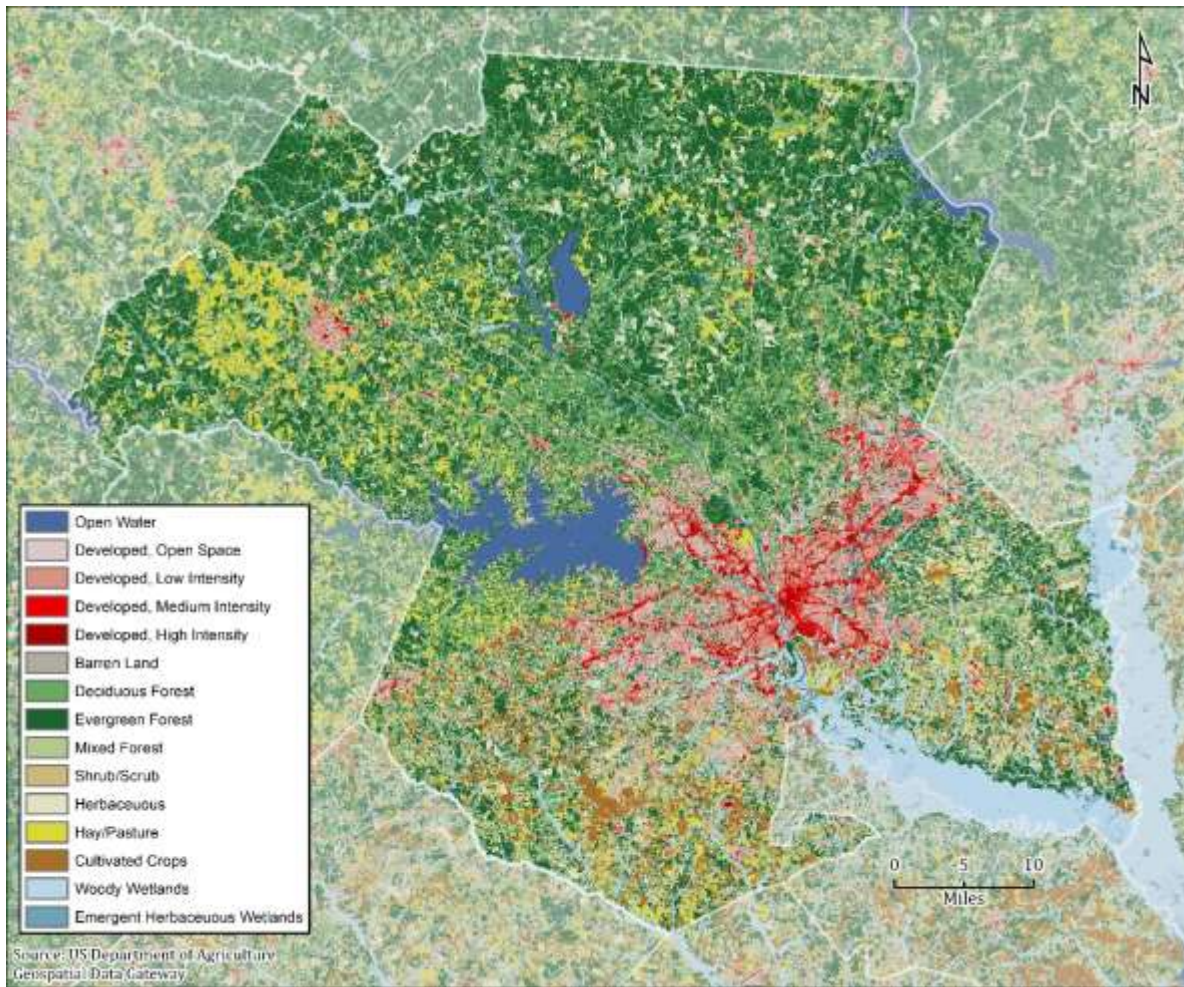 N
Open Water
Developed, Open Space
Developed, Low Intensity
Developed, Medium Intensity
Developed, High Intensity
Barren Land
Deciduous Forest
Evergreen Forest
Mixed Forest
Shrub/Scrub
Herbaceuous
Hay/Pasture
Cultivated Crops
Woody Wetlands
Emergent Herbaceuous Wetlands
0 5 10
Miles
Source: US Department of Agriculture
Geospatial Data Gateway